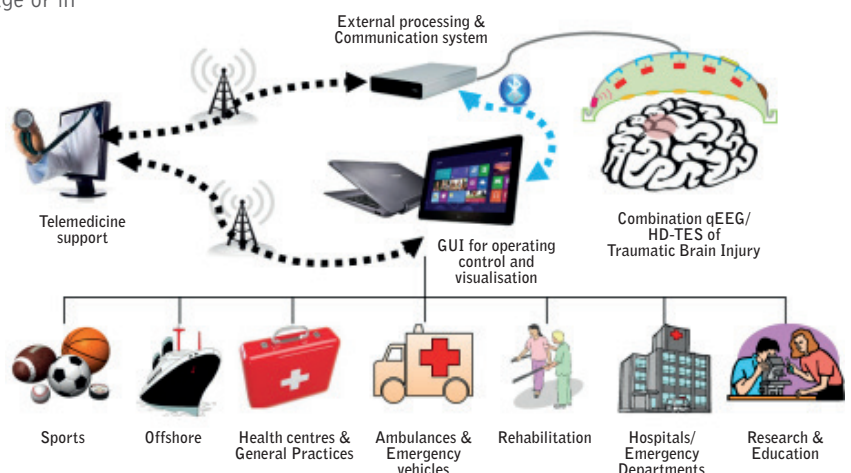 External processing &
Communication system
Telemedicine
support
GUI for operating
control and
visualisation
Combination qEEG/
HD-TES of
Traumatic Brain Injury
Sports
Offshore
Health centres &
General Practices
Ambulances &
Emergency
vehicles
Rehabilitation
Hospitals/
Emergency
Departments
Research &
Education